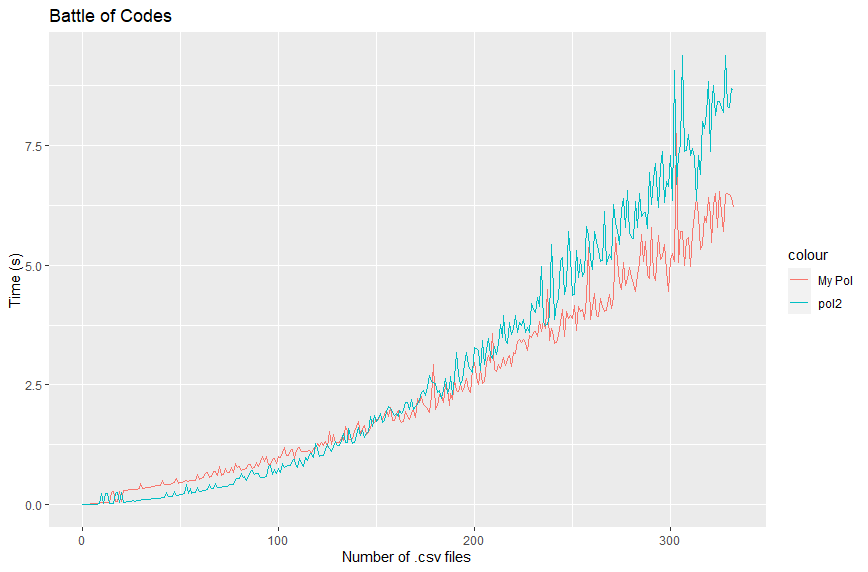 Battle of Codes
7.5
5.0
2.5
0.0
Time (s)
0
100
200
300
Number of .csv files
colour
My Pol
pol2